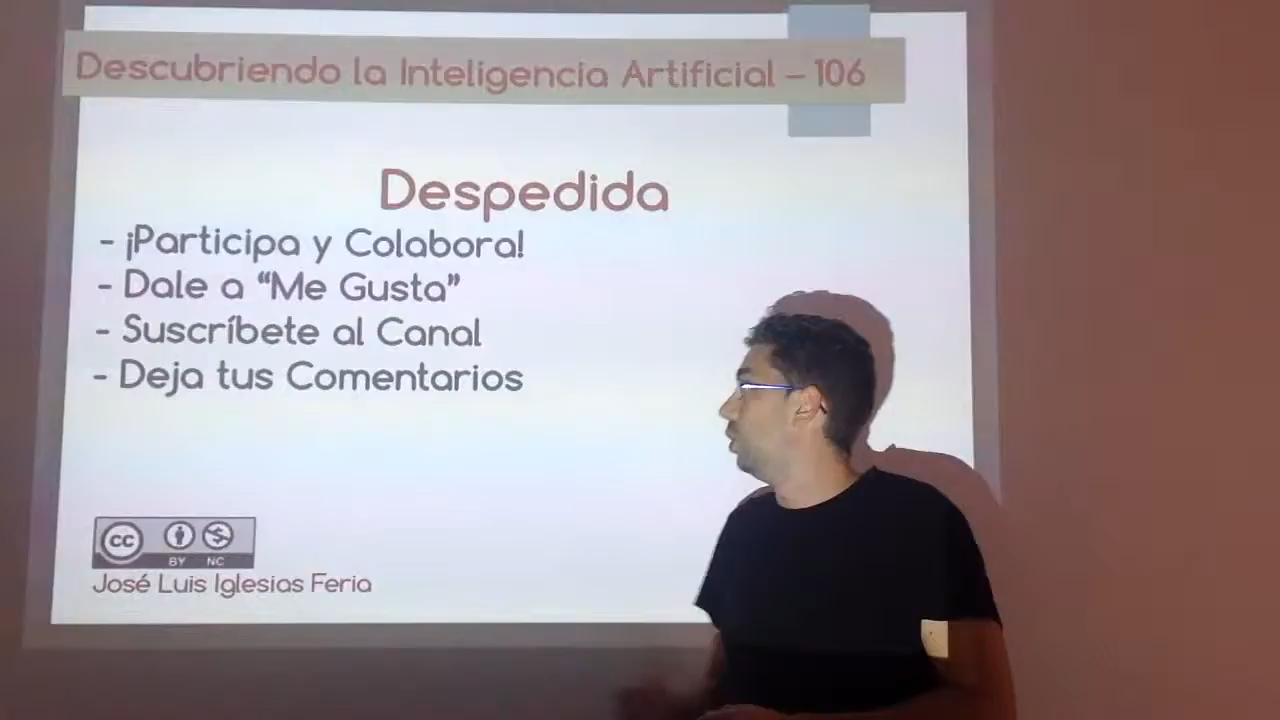 Descubriendo la Inteligencia Artificial – 106
Despedida
- ¡Participa y Colabora!
- Dale a “Me Gusta”
- Suscríbete al Canal
- Deja tus Comentarios
cc BY NC
José Luis Iglesias Feria